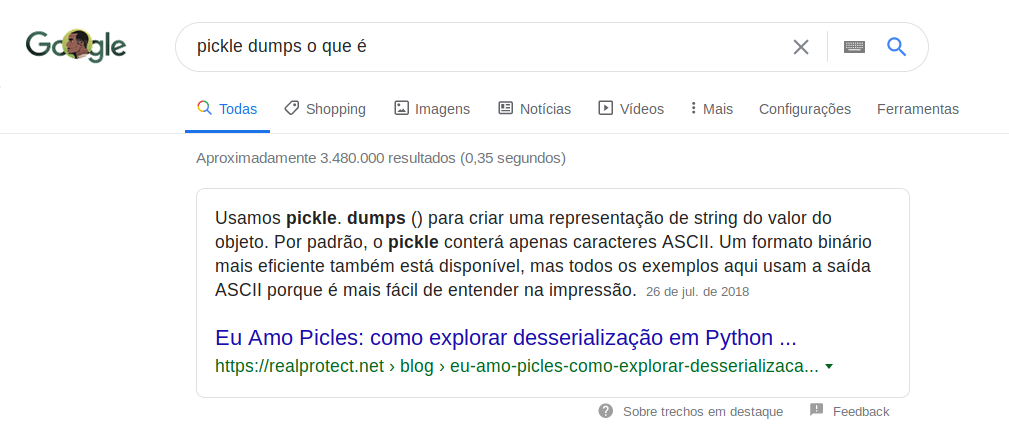 Google
pickle dumps o que é
Todas Shopping Imagens Notícias Vídeos Mais Configurações Ferramentas
Aproximadamente 3.480.000 resultados (0,35 segundos)
Usamos pickle. dumps () para criar uma representação de string do valor do
objeto. Por padrão, o pickle conterá apenas caracteres ASCII. Um formato binário
mais eficiente também está disponível, mas todos os exemplos aqui usam a saída
ASCII porque é mais fácil de entender na impressão. 26 de jul. de 2018
Eu Amo Picles: como explorar desserialização em Python ...
https://realprotect.net › blog › eu-amo-picles-como-explorar-desserializaca...
Sobre trechos em destaque Feedback